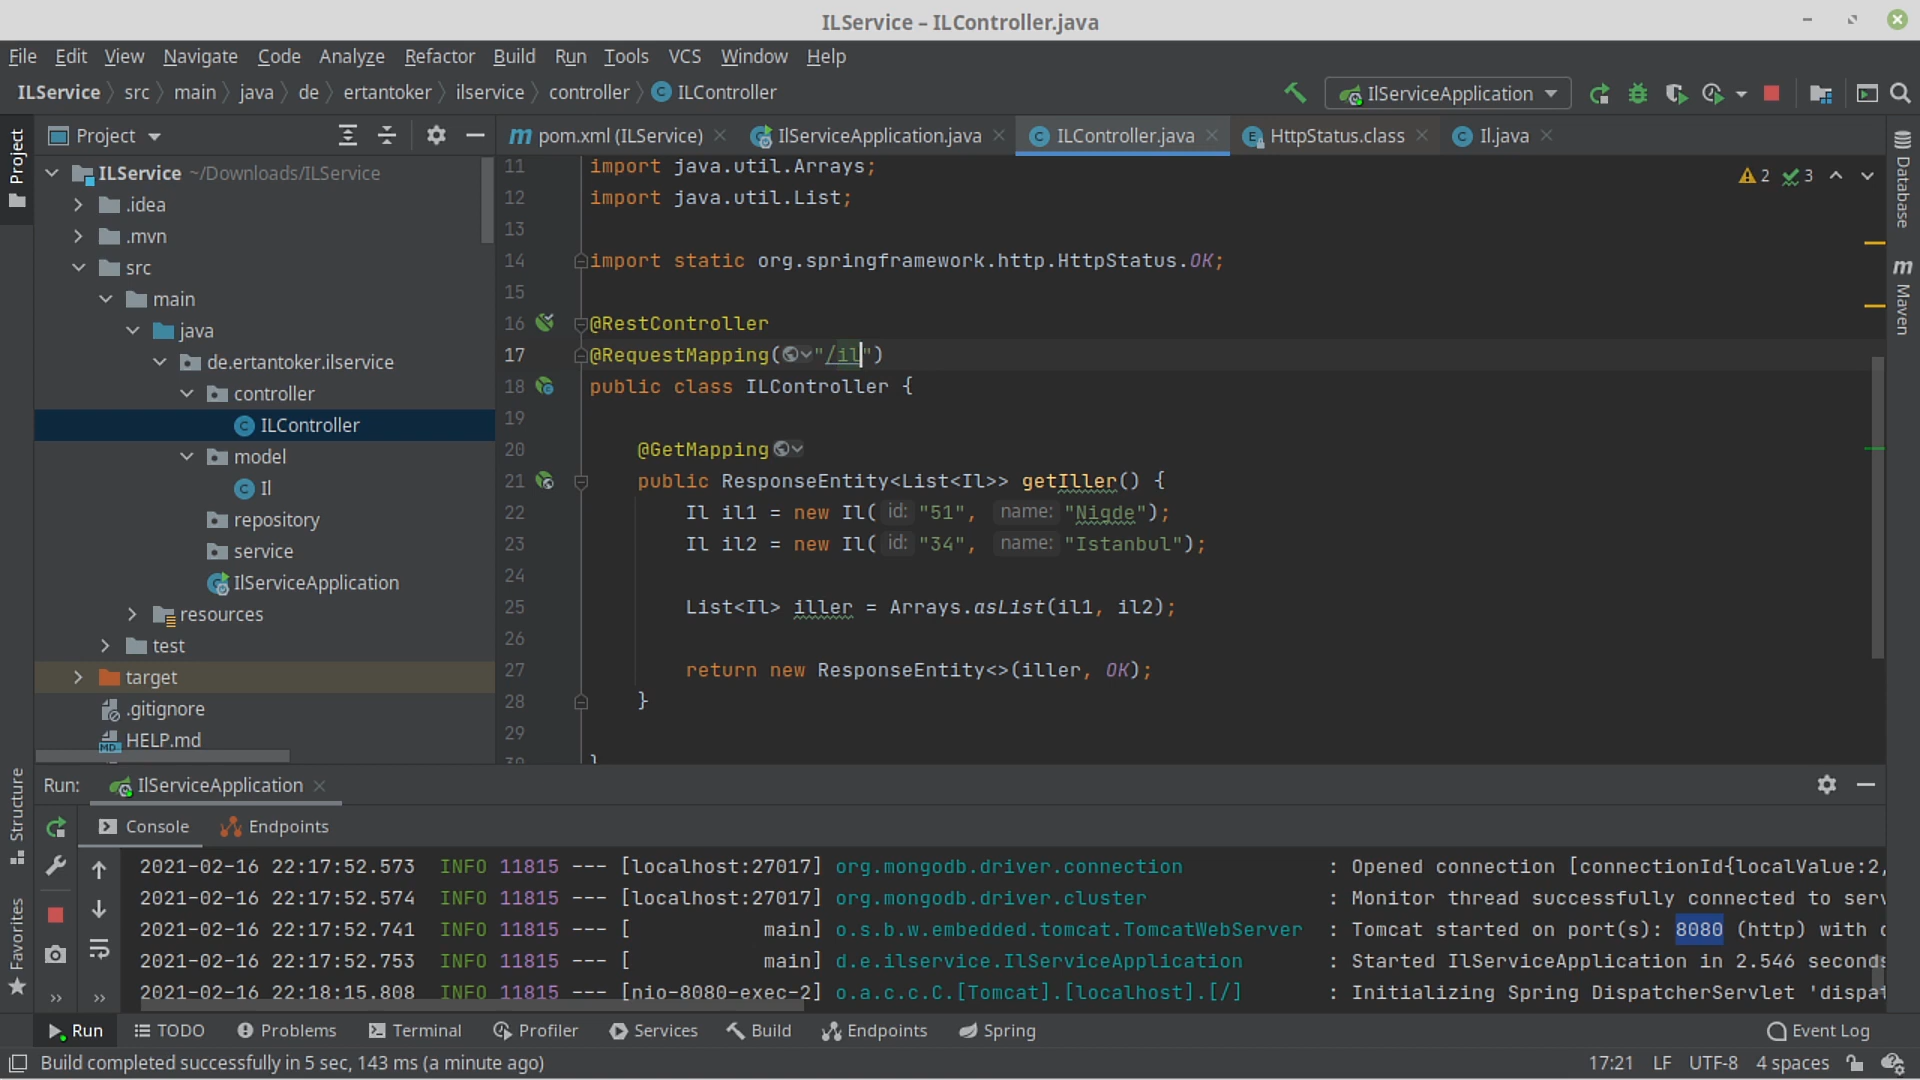 ILService – ILController.java
File Edit View Navigate Code Analyze Refactor Build Run Tools VCS Window Help
ILService src main java de ertantoker ilservice controller ILController
IlServiceApplication
Project
Project
pom.xml (ILService) IlServiceApplication.java ILController.java HttpStatus.class Il.java
ILService ~/Downloads/ILService
.idea
.mvn
src
main
java
de.ertantoker.ilservice
controller
ILController
model
Il
repository
service
IlServiceApplication
resources
test
target
.gitignore
HELP.md
11 import java.util.Arrays;
12 import java.util.List;
13
14 import static org.springframework.http.HttpStatus.OK;
15
16 @RestController
17 @RequestMapping("/il")
18 public class ILController {
19
20 @GetMapping
21 public ResponseEntity<List<Il>> getIller() {
22 Il il1 = new Il( id: "51", name: "Nigde");
23 Il il2 = new Il( id: "34", name: "Istanbul");
24
25 List<Il> iller = Arrays.asList(il1, il2);
26
27 return new ResponseEntity<>(iller, OK);
28 }
29
30 }
2 3
Database
Maven
Structure
Favorites
Run: IlServiceApplication
Console Endpoints
2021-02-16 22:17:52.573 INFO 11815 --- [localhost:27017] org.mongodb.driver.connection : Opened connection [connectionId{localValue:2,
2021-02-16 22:17:52.574 INFO 11815 --- [localhost:27017] org.mongodb.driver.cluster : Monitor thread successfully connected to serv
2021-02-16 22:17:52.741 INFO 11815 --- [ main] o.s.b.w.embedded.tomcat.TomcatWebServer : Tomcat started on port(s): 8080 (http) with c
2021-02-16 22:17:52.753 INFO 11815 --- [ main] d.e.ilservice.IlServiceApplication : Started IlServiceApplication in 2.546 seconds
2021-02-16 22:18:15.808 INFO 11815 --- [nio-8080-exec-2] o.a.c.c.C.[Tomcat].[localhost].[/] : Initializing Spring DispatcherServlet 'dispat
Run TODO Problems Terminal Profiler Services Build Endpoints Spring Event Log
Build completed successfully in 5 sec, 143 ms (a minute ago) 17:21 LF UTF-8 4 spaces